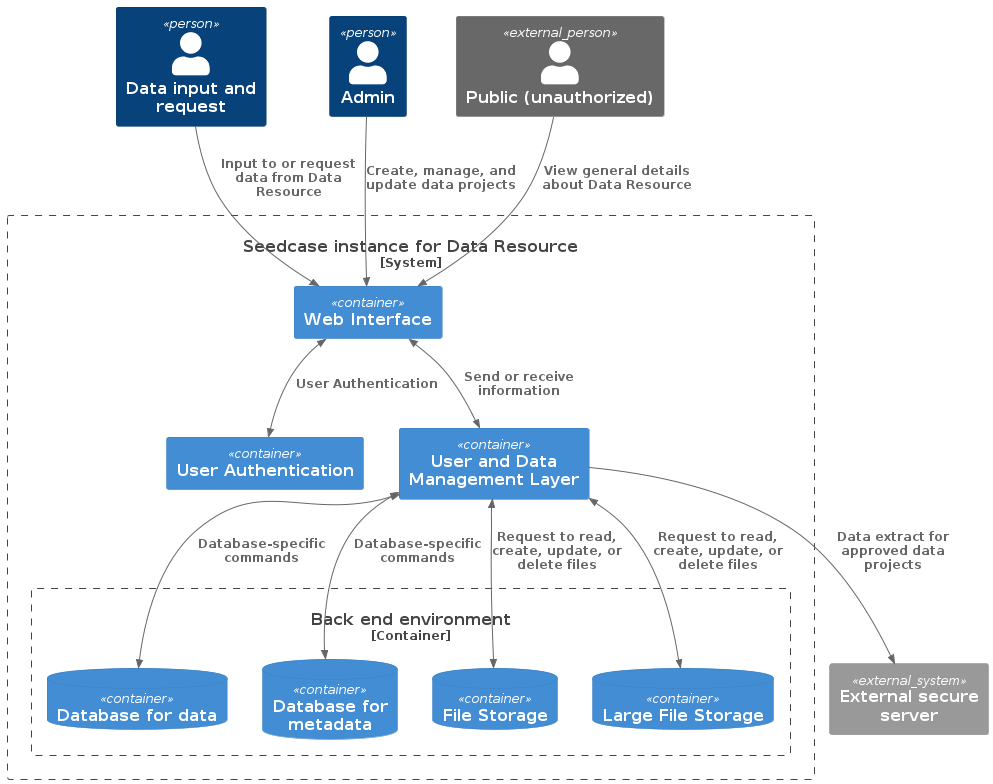 «person»
Data input and
request
«person»
Admin
«external_person»
Public (unauthorized)
Input to or request
data from Data
Resource
Create, manage, and
update data projects
View general details
about Data Resource
Seedcase instance for Data Resource
[System]
«container»
Web Interface
User Authentication
Send or receive
information
«container»
User Authentication
«container»
User and Data
Management Layer
Database-specific
commands
Database-specific
commands
Request to read,
create, update, or
delete files
Request to read,
create, update, or
delete files
Data extract for
approved data
projects
Back end environment
[Container]
«container»
Database for data
«container»
Database for
metadata
«container»
File Storage
«container»
Large File Storage
«external_system»
External secure
server